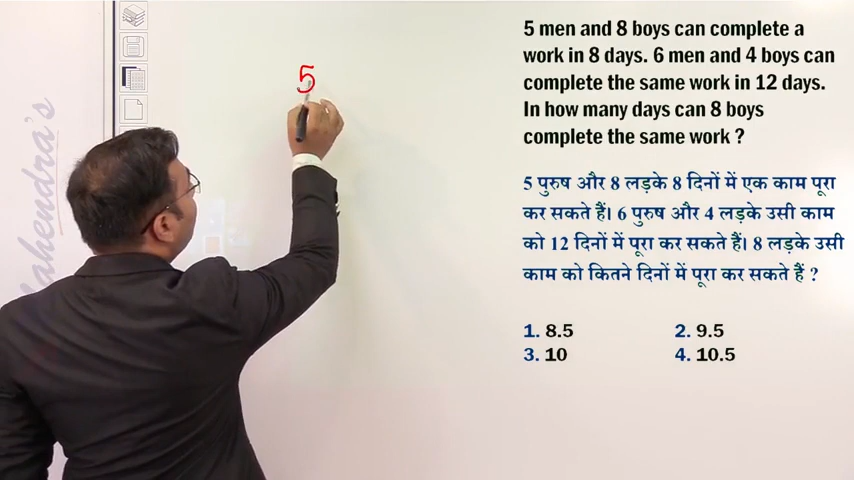 5 men and 8 boys can complete a
work in 8 days. 6 men and 4 boys can
complete the same work in 12 days.
In how many days can 8 boys
complete the same work ?
5 पुरुष और 8 लड़के 8 दिनों में एक काम पूरा
कर सकते हैं। 6 पुरुष और 4 लड़के उसी काम
को 12 दिनों में पूरा कर सकते हैं। 8 लड़के उसी
काम को कितने दिनों में पूरा कर सकते हैं ?
1. 8.5 2. 9.5
3. 10 4. 10.5
5
ahendra's